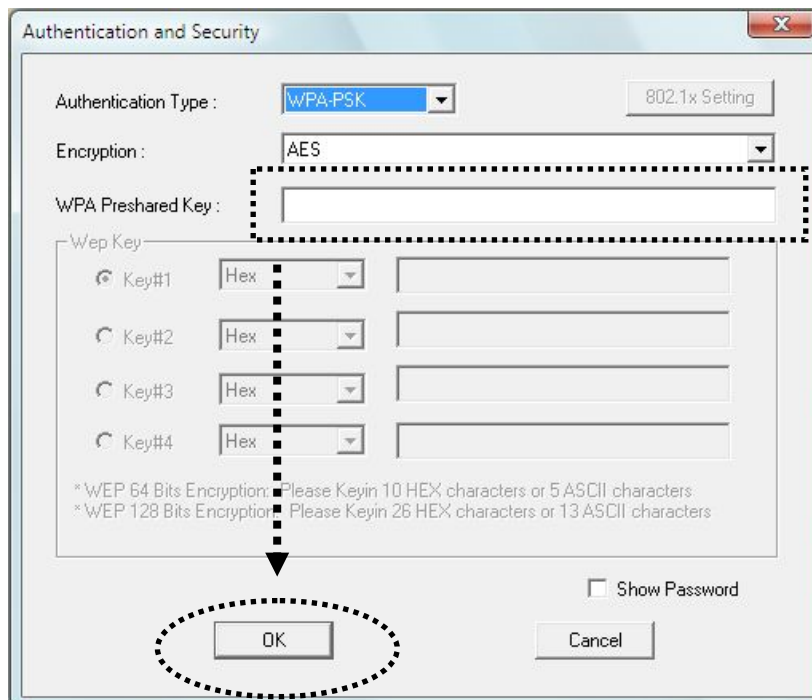 Authentication and Security
Authentication Type : WPA-PSK 802.1x Setting
Encryption : AES
WPA Preshared Key :
Wep Key
Key#1 Hex
Key#2 Hex
Key#3 Hex
Key#4 Hex
* WEP 64 Bits Encryption: Please Keyin 10 HEX characters or 5 ASCII characters
* WEP 128 Bits Encryption: Please Keyin 26 HEX characters or 13 ASCII characters
Show Password
OK Cancel